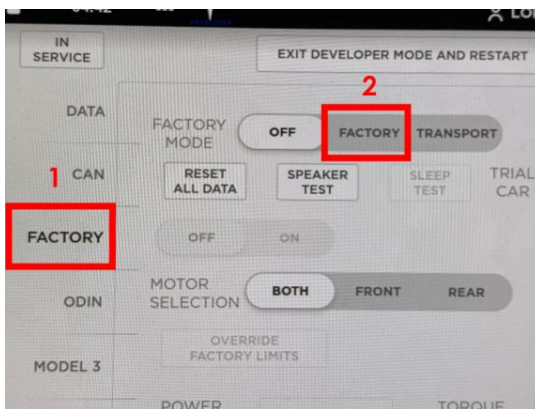 04:42
IN
SERVICE
EXIT DEVELOPER MODE AND RESTART
2
DATA
FACTORY
MODE
OFF
FACTORY
TRANSPORT
1
CAN
RESET
ALL DATA
SPEAKER
TEST
SLEEP
TEST
TRIAL
CAR
FACTORY
OFF
ON
MOTOR
SELECTION
BOTH
FRONT
REAR
ODIN
OVERRIDE
FACTORY LIMITS
MODEL 3
POWER
TORQUE